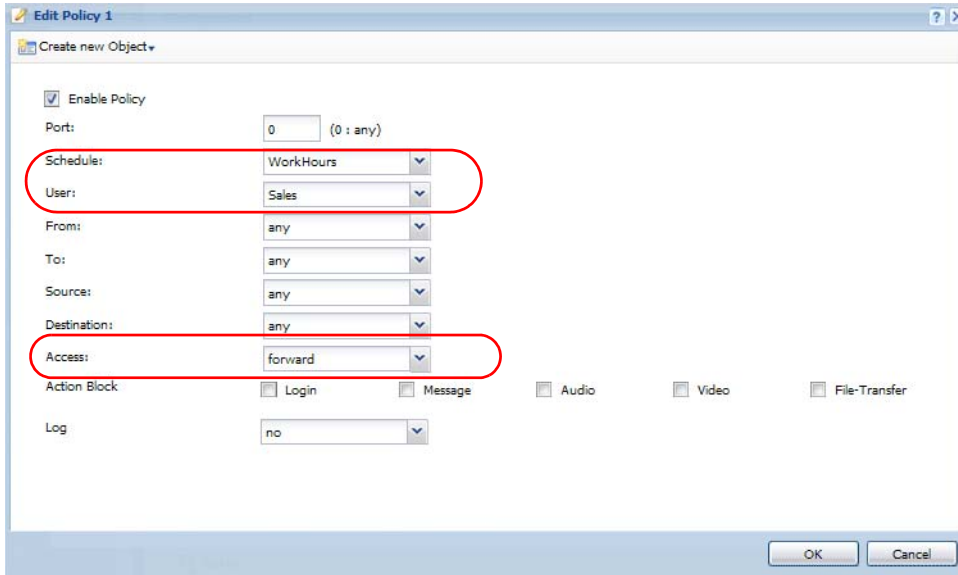 Edit Policy 1
?
Create new Object
Enable Policy
Port: 0 (0 : any)
Schedule: WorkHours
User: Sales
From: any
To: any
Source: any
Destination: any
Access: forward
Action Block Login Message Audio Video File-Transfer
Log no
OK Cancel